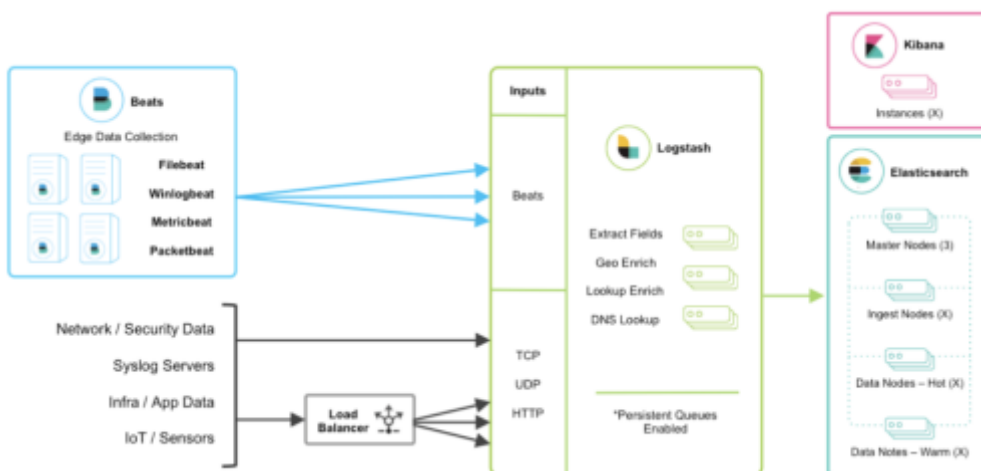 Beats
Edge Data Collection
Filebeat
Winlogbeat
Metricbeat
Packetbeat
Network / Security Data
Syslog Servers
Infra / App Data
IoT / Sensors
Load
Balancer
Inputs
Beats
TCP
UDP
HTTP
Logstash
Extract Fields
Geo Enrich
Lookup Enrich
DNS Lookup
*Persistent Queues
Enabled
Kibana
Instances (X)
Elasticsearch
Master Nodes (3)
Ingest Nodes (X)
Data Nodes – Hot (X)
Data Notes – Warm (X)